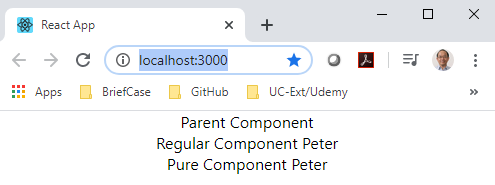 React App
localhost:3000
Apps BriefCase GitHub UC-Ext/Udemy
Parent Component
Regular Component Peter
Pure Component Peter